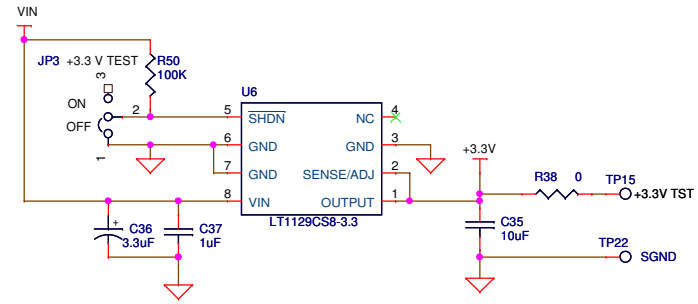 VIN
JP3 +3.3 V TEST
R50
100K
3
ON
2
OFF
1
U6
5 SHDN
NC 4
6 GND
GND 3
7 GND
SENSE/ADJ 2
8 VIN
OUTPUT 1
LT1129CS8-3.3
+
C36
3.3uF
C37
1uF
+3.3V
R38 0
TP15
+3.3V TST
C35
10uF
TP22
SGND